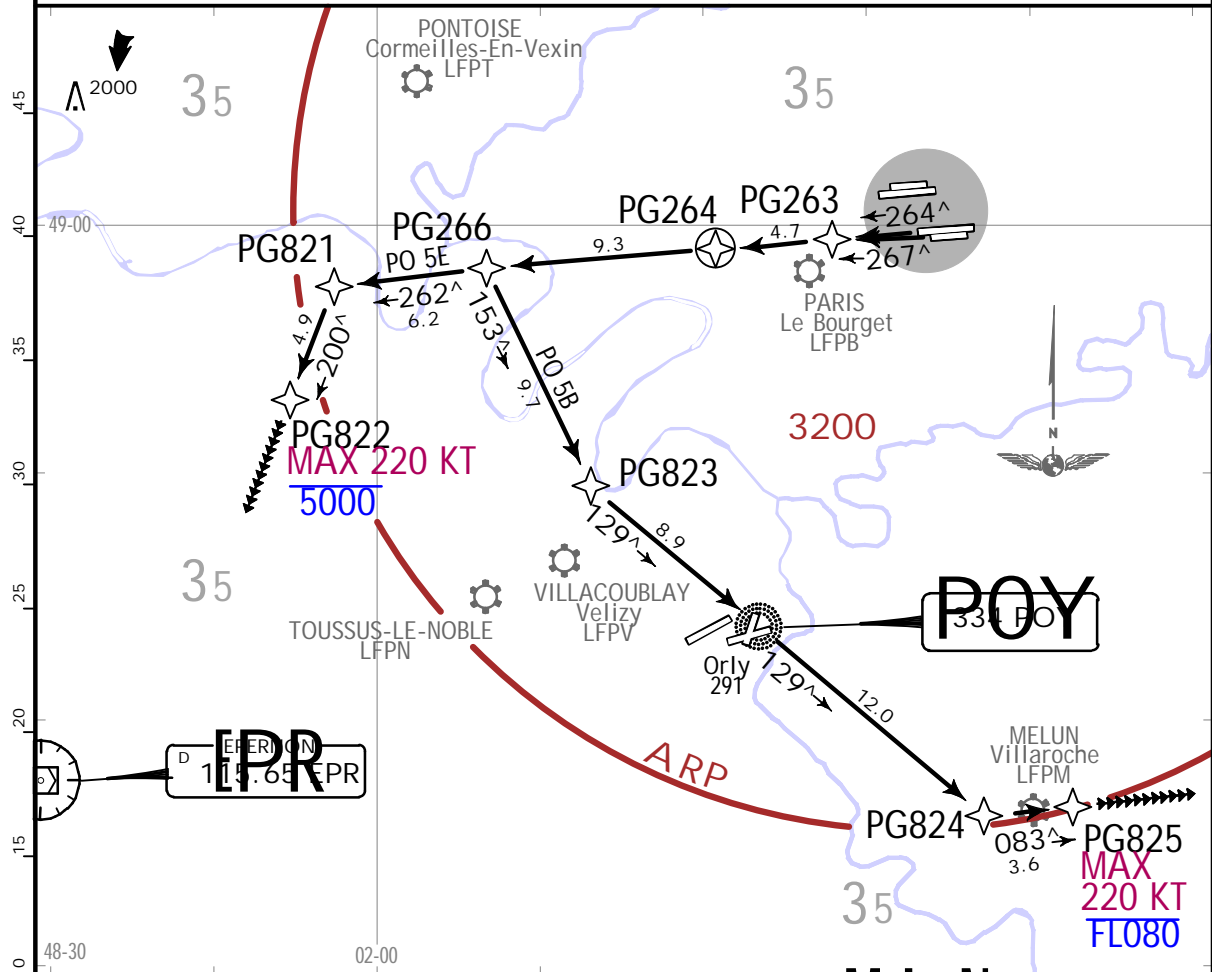 PONTOISE
Cormeilles-En-Vexin
LFPT
2000
35
35
45
49-00
40
PG821
PG266
PG264
PG263
4.7
9.3
←264^
←267^
PO 5E
←262^
6.2
4.9
←200^
153^→
9.7
PO 5B
PARIS
Le Bourget
LFPB
35
3200
N
PG822
MAX 220 KT
5000
30
PG823
129^→
8.9
25
35
VILLACOUBLAY
Velizy
LFPV
TOUSSUS-LE-NOBLE
LFPN
POY
334 POY
Orly
291
129^→
12.0
20
EPR
EPERNON
D
115.65 EPR
ARP
MELUN
Villaroche
LFPM
PG824
083^→
3.6
PG825
MAX
220 KT
FL080
15
35
48-30
02-00
0